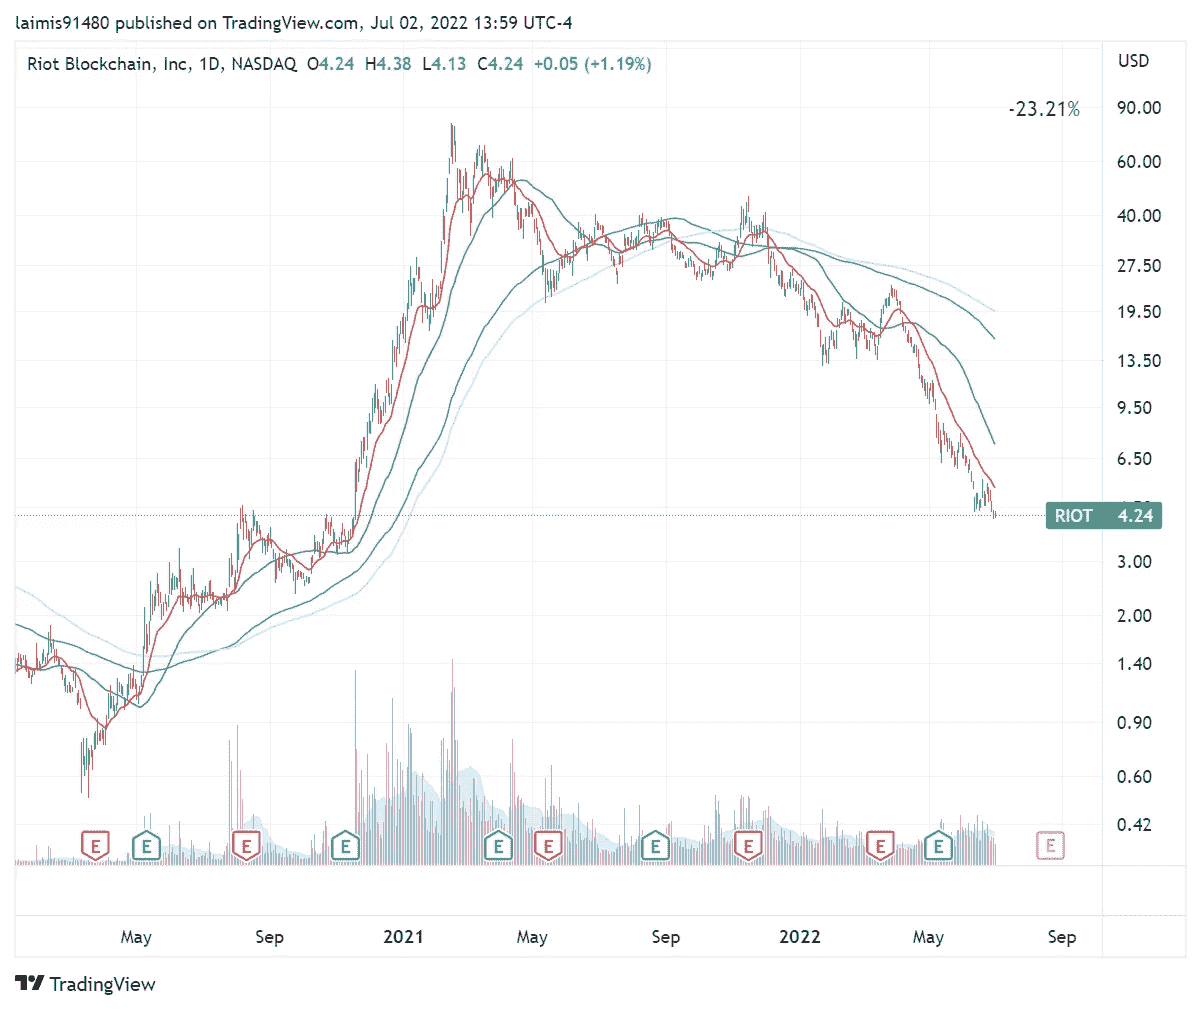 laimis91480 published on TradingView.com, Jul 02, 2022 13:59 UTC-4
Riot Blockchain, Inc, 1D, NASDAQ O4.24 H4.38 L4.13 C4.24 +0.05 (+1.19%)
USD
-23.21%
90.00
60.00
40.00
27.50
19.50
13.50
9.50
6.50
RIOT 4.24
3.00
2.00
1.40
0.90
0.60
0.42
E E E E E E E E E E E
May Sep 2021 May Sep 2022 May Sep
TradingView